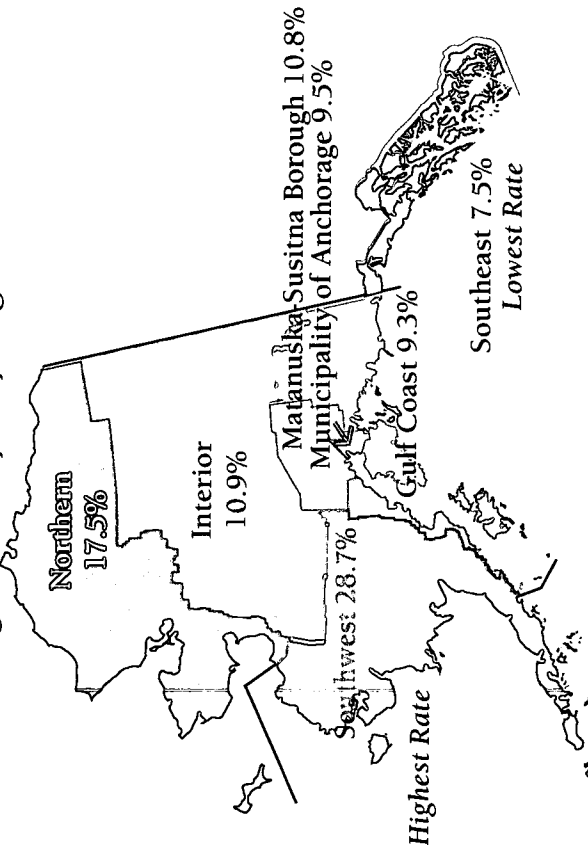 Northern
17.5%
Interior
10.9%
Matanuska-Susitna Borough 10.8%
Municipality of Anchorage 9.5%
Southwest 28.7%
Highest Rate
Gulf Coast 9.3%
Southeast 7.5%
Lowest Rate